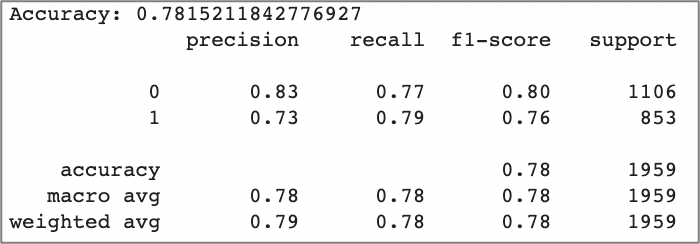 Accuracy: 0.7815211842776927
precision recall f1-score support
0 0.83 0.77 0.80 1106
1 0.73 0.79 0.76 853
accuracy 0.78 1959
macro avg 0.78 0.78 0.78 1959
weighted avg 0.79 0.78 0.78 1959